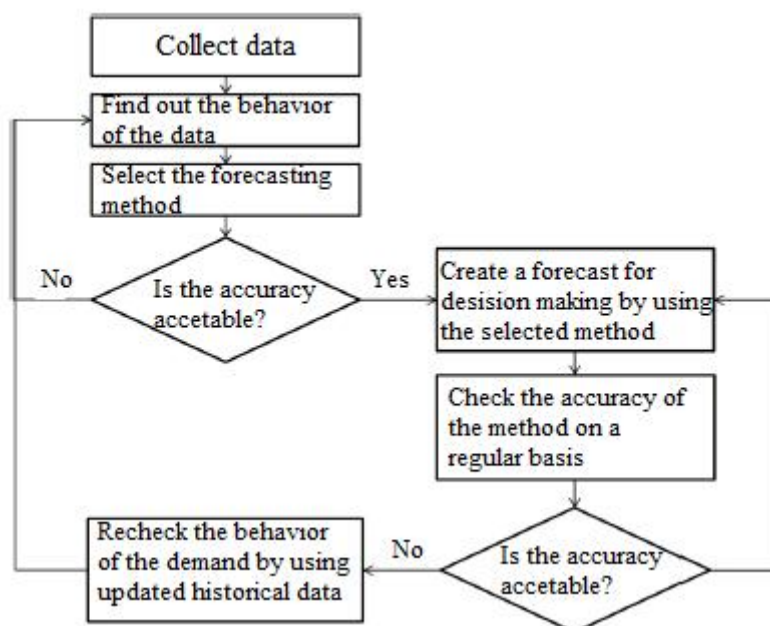 Collect data
Find out the behavior
of the data
Select the forecasting
method
No
Is the accuracy
accetable?
Yes
Create a forecast for
desision making by using
the selected method
Check the accuracy of
the method on a
regular basis
Is the accuracy
accetable?
No
Recheck the behavior
of the demand by using
updated historical data